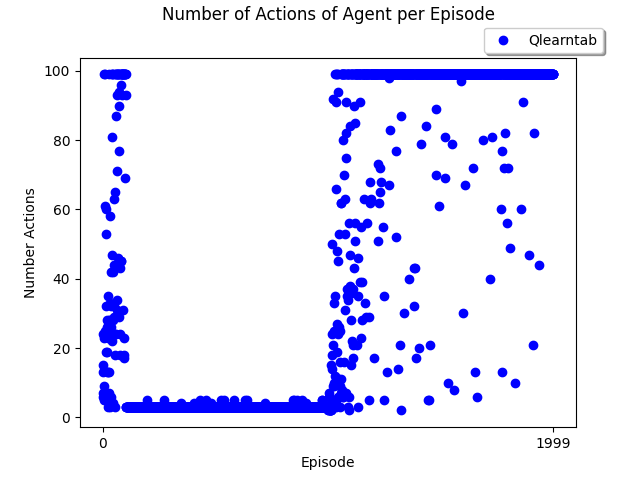 Number of Actions of Agent per Episode
Qlearntab
100
80
60
40
20
0
Number Actions
0 1999
Episode